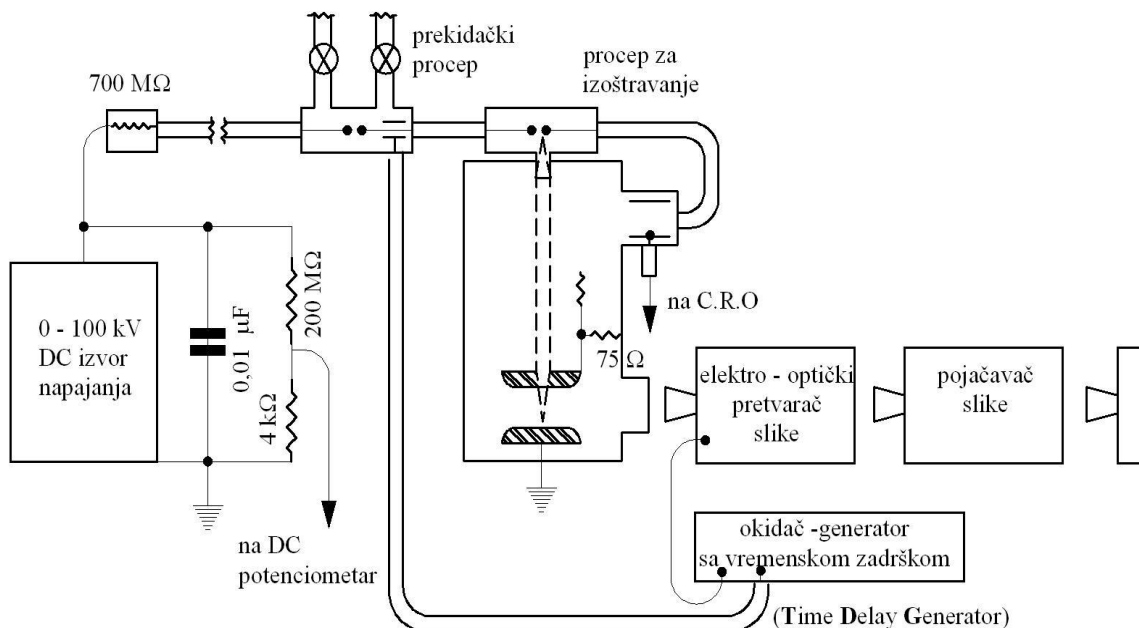 prekidački
procep
procep za
izoštravanje
700 MΩ
200 MΩ
0,01 μF
4 kΩ
0 - 100 kV
DC izvor
napajanja
na DC
potenciometar
na C.R.O
75 Ω
elektro - optički
pretvarač
slike
pojačavač
slike
okidač -generator
sa vremenskom zadrškom
(Time Delay Generator)